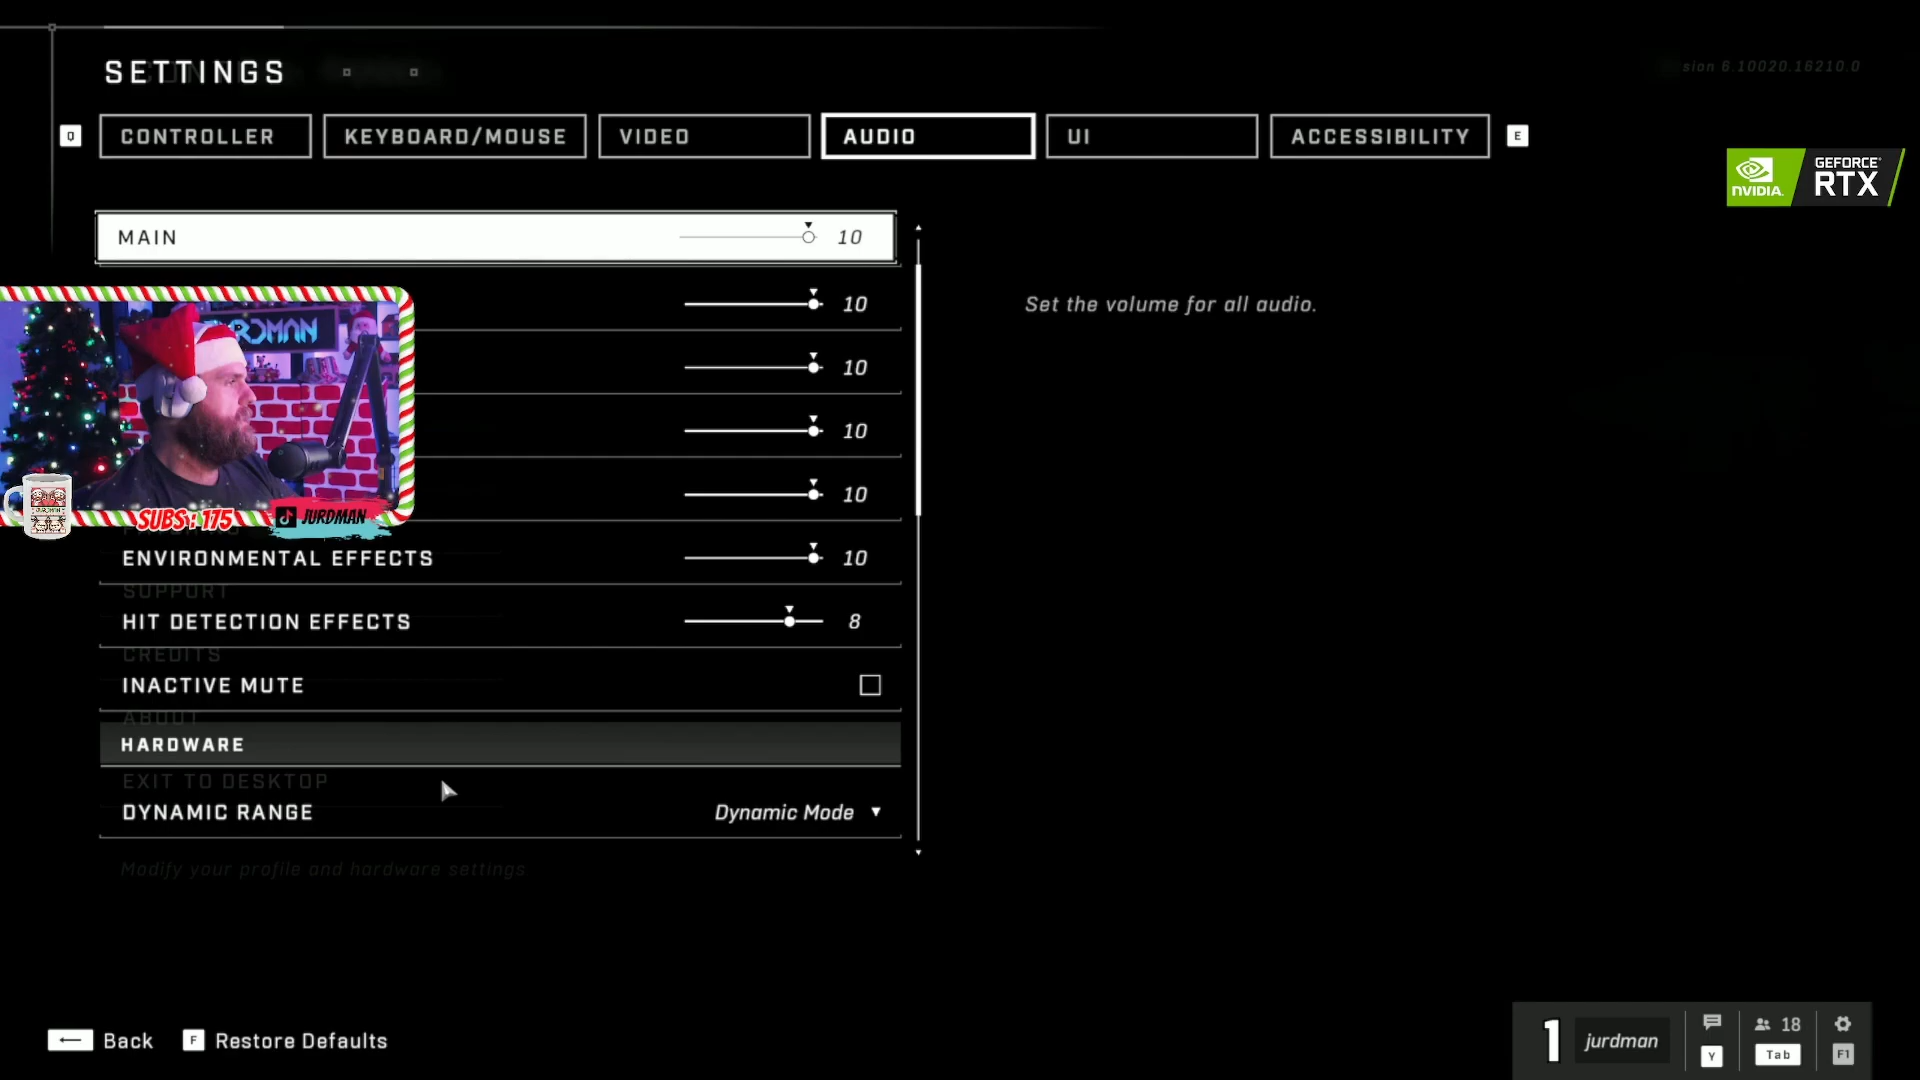 SETTINGS
sion 6.10020.16210.0
Q CONTROLLER KEYBOARD/MOUSE VIDEO AUDIO UI ACCESSIBILITY E
NVIDIA. GEFORCE RTX
MAIN 10
Set the volume for all audio.
10
10
10
10
JURDMAN
SUBS: 175
JURDMAN
ENVIRONMENTAL EFFECTS 10
SUPPORT
HIT DETECTION EFFECTS 8
CREDITS
INACTIVE MUTE
ABOUT
HARDWARE
EXIT TO DESKTOP
DYNAMIC RANGE Dynamic Mode
Modify your profile and hardware settings
Back F Restore Defaults
1 jurdman
Y
18
Tab
F1